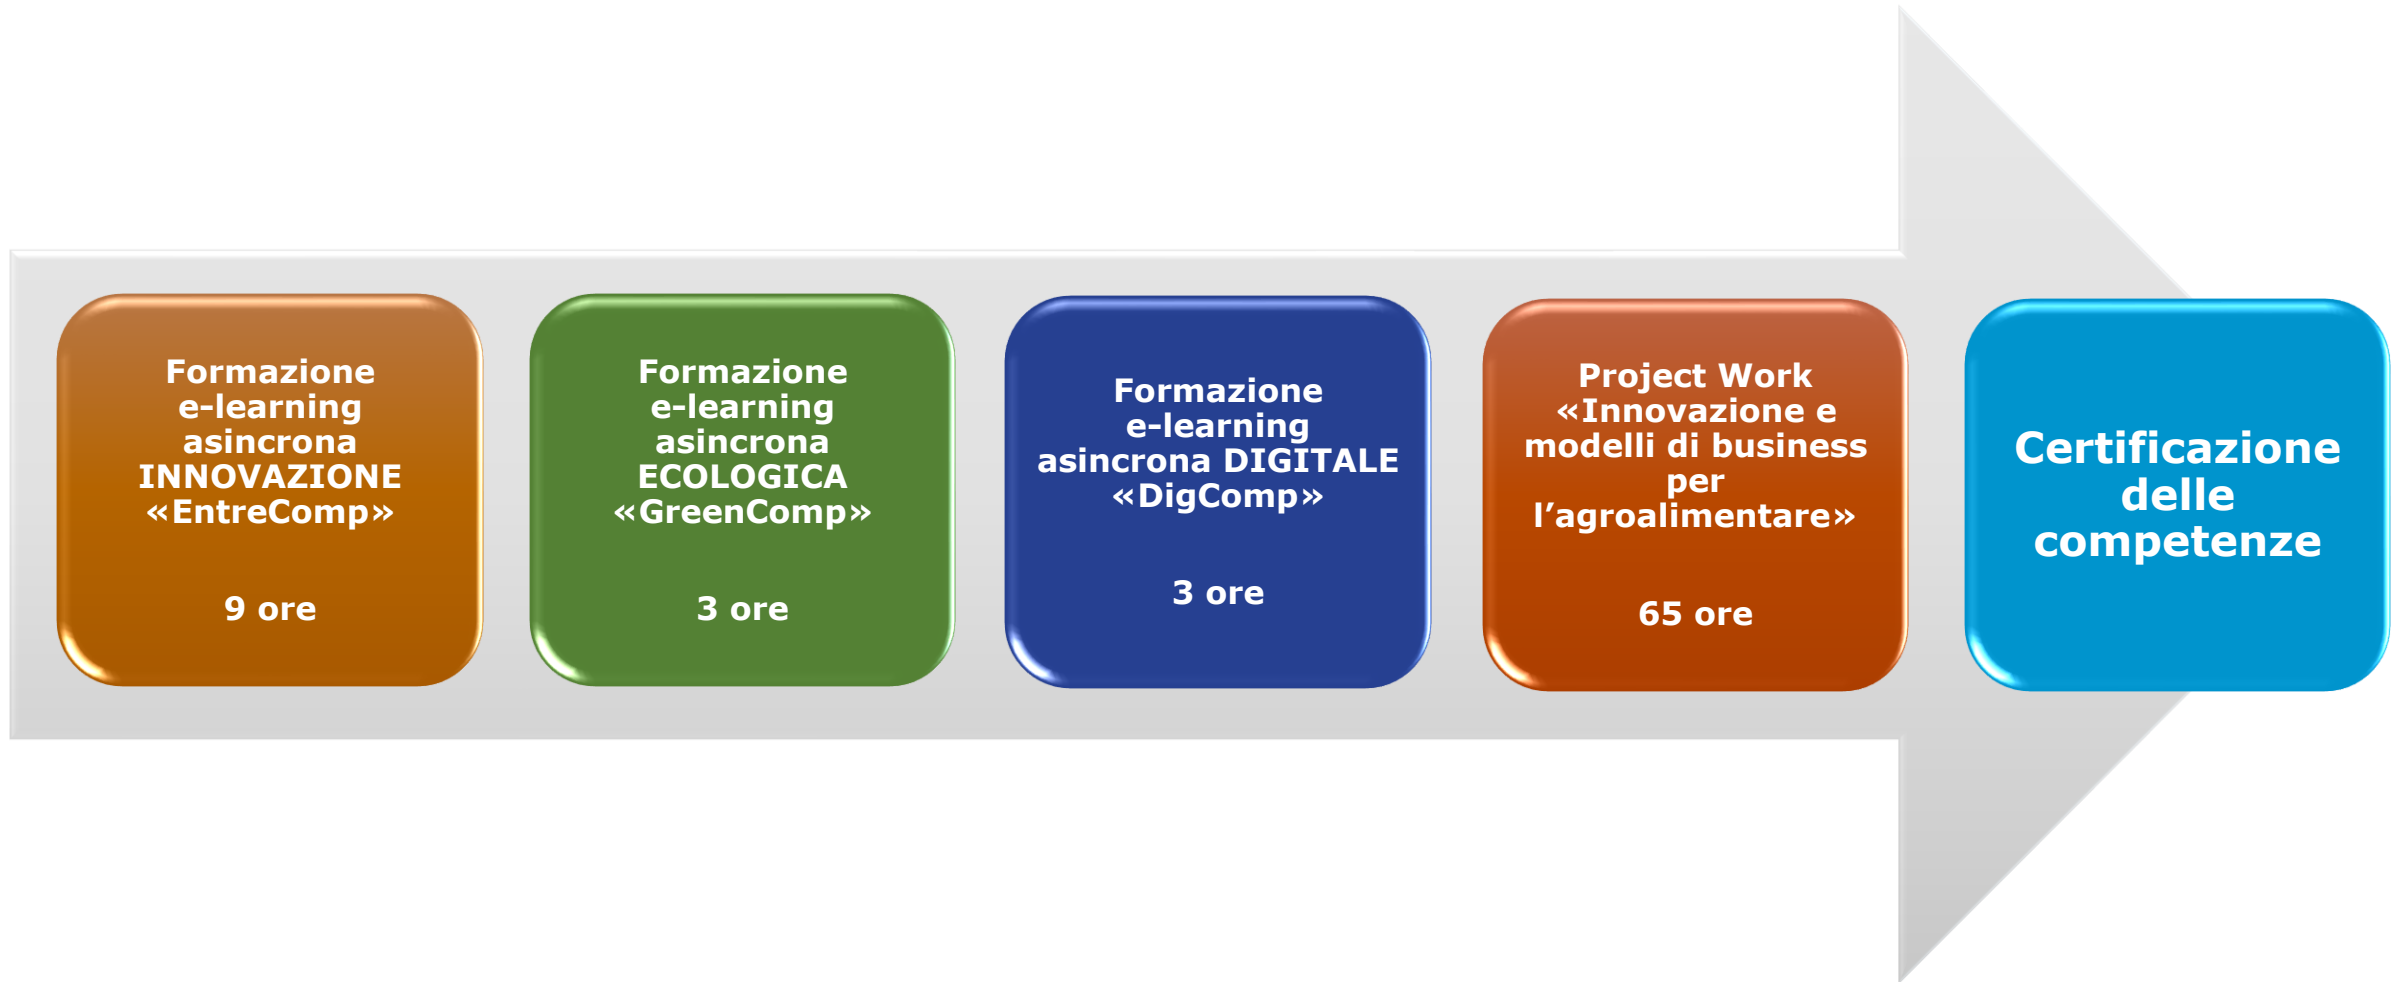 Formazione
e-learning
asincrona
INNOVAZIONE
«EntreComp»
9 ore
Formazione
e-learning
asincrona
ECOLOGICA
«GreenComp»
3 ore
Formazione
e-learning
asincrona DIGITALE
«DigComp»
3 ore
Project Work
«Innovazione e
modelli di business
per
l’agroalimentare»
65 ore
Certificazione
delle
competenze